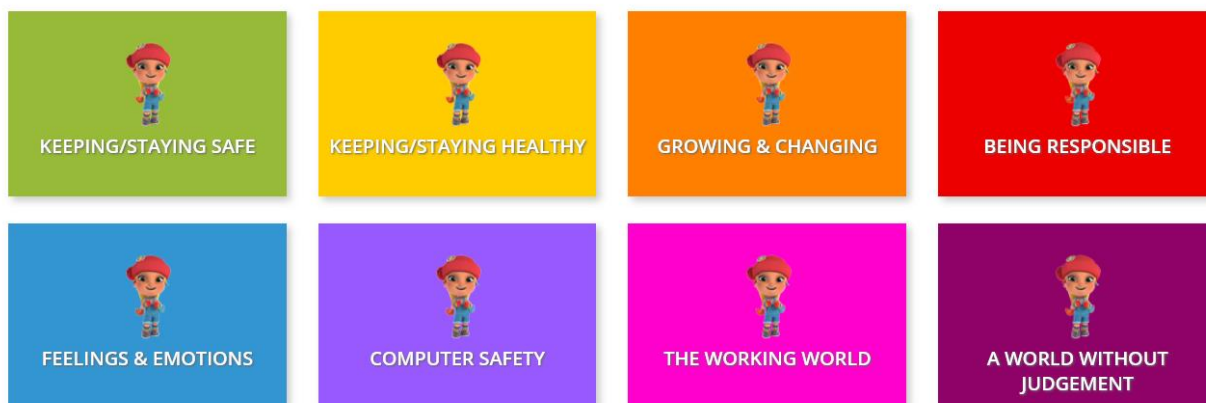 KEEPING/STAYING SAFE
KEEPING/STAYING HEALTHY
GROWING & CHANGING
BEING RESPONSIBLE
FEELINGS & EMOTIONS
COMPUTER SAFETY
THE WORKING WORLD
A WORLD WITHOUT
JUDGEMENT